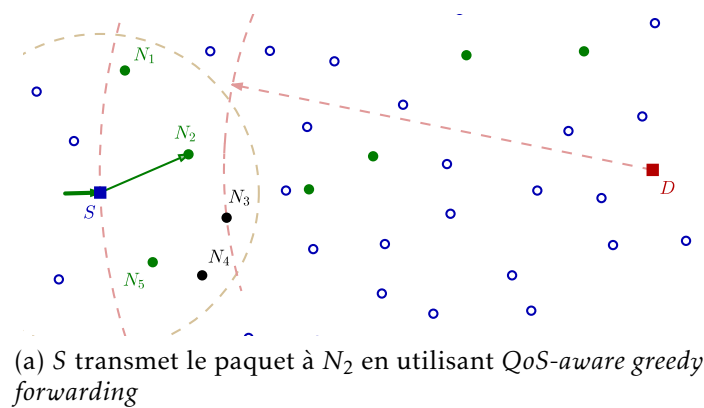 N₁
N₂
S
N₃
D
N₄
N₅
(a) S transmet le paquet à N₂ en utilisant QoS-aware greedy
forwarding